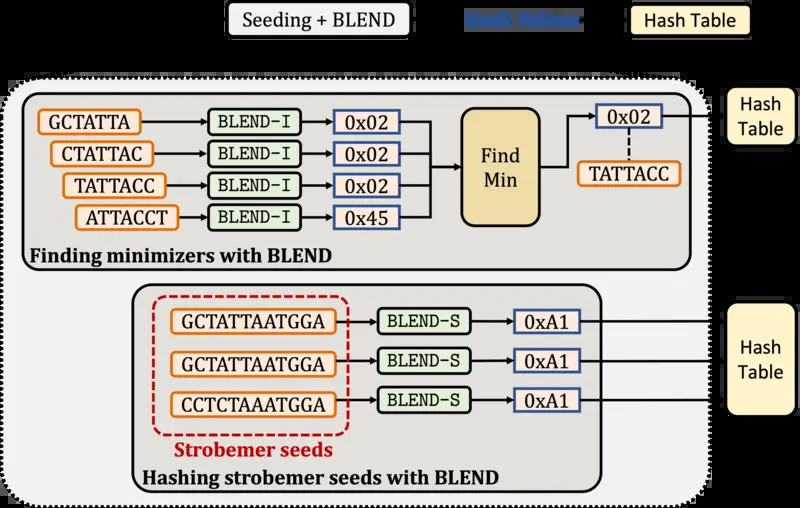 Seeding + BLEND
Hash Values
Hash Table
GCTATTA
BLEND-I
0x02
CTATTAC
BLEND-I
0x02
TATTACC
BLEND-I
0x02
ATTACCT
BLEND-I
0x45
Find
Min
0x02
TATTACC
Hash
Table
Finding minimizers with BLEND
GCTATTAATGGA
BLEND-S
0xA1
GCTATTAATGGA
BLEND-S
0xA1
CCTCTAAATGGA
BLEND-S
0xA1
Hash
Table
Strobemer seeds
Hashing strobemer seeds with BLEND